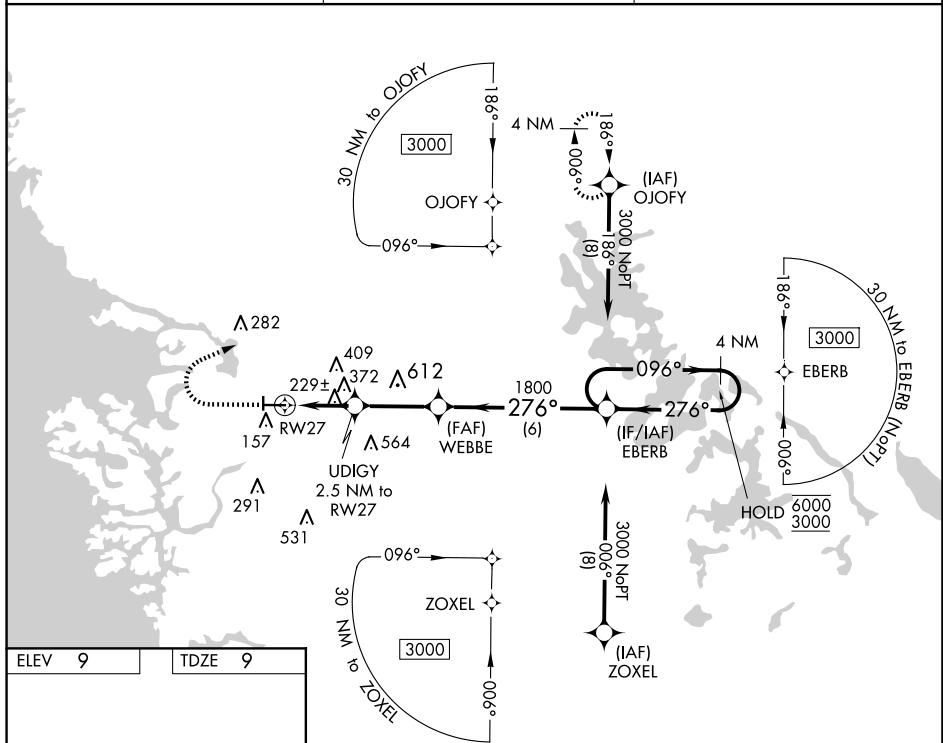 30 NM to OJOFY
186°
3000
OJOFY
096°
4 NM
186°
006°
(IAF)
OJOFY
3000 NoPT
186°
(8)
186°
30 NM to EBERB (NoPT)
3000
EBERB
006°
4 NM
096°
276°
282
409
372
229±
612
1800
276°
(6)
(IF/IAF)
EBERB
(FAF)
WEBBE
157
RW27
564
UDIGY
2.5 NM to
RW27
291
531
HOLD
6000
3000
3000 NoPT
006°
(8)
(IAF)
ZOXEL
096°
ZOXEL
3000
30 NM to ZOXEL
006°
ELEV 9
TDZE 9